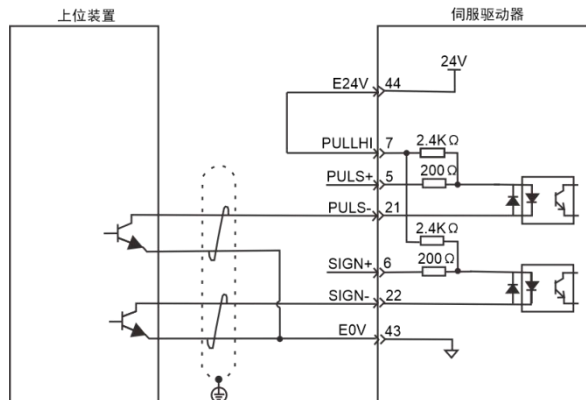 上位装置
伺服驱动器
24V
E24V 44
PULLHI 7 2.4KΩ
PULS+ 5 200Ω
PULS- 21
2.4KΩ
SIGN+ 6 200Ω
SIGN- 22
E0V 43